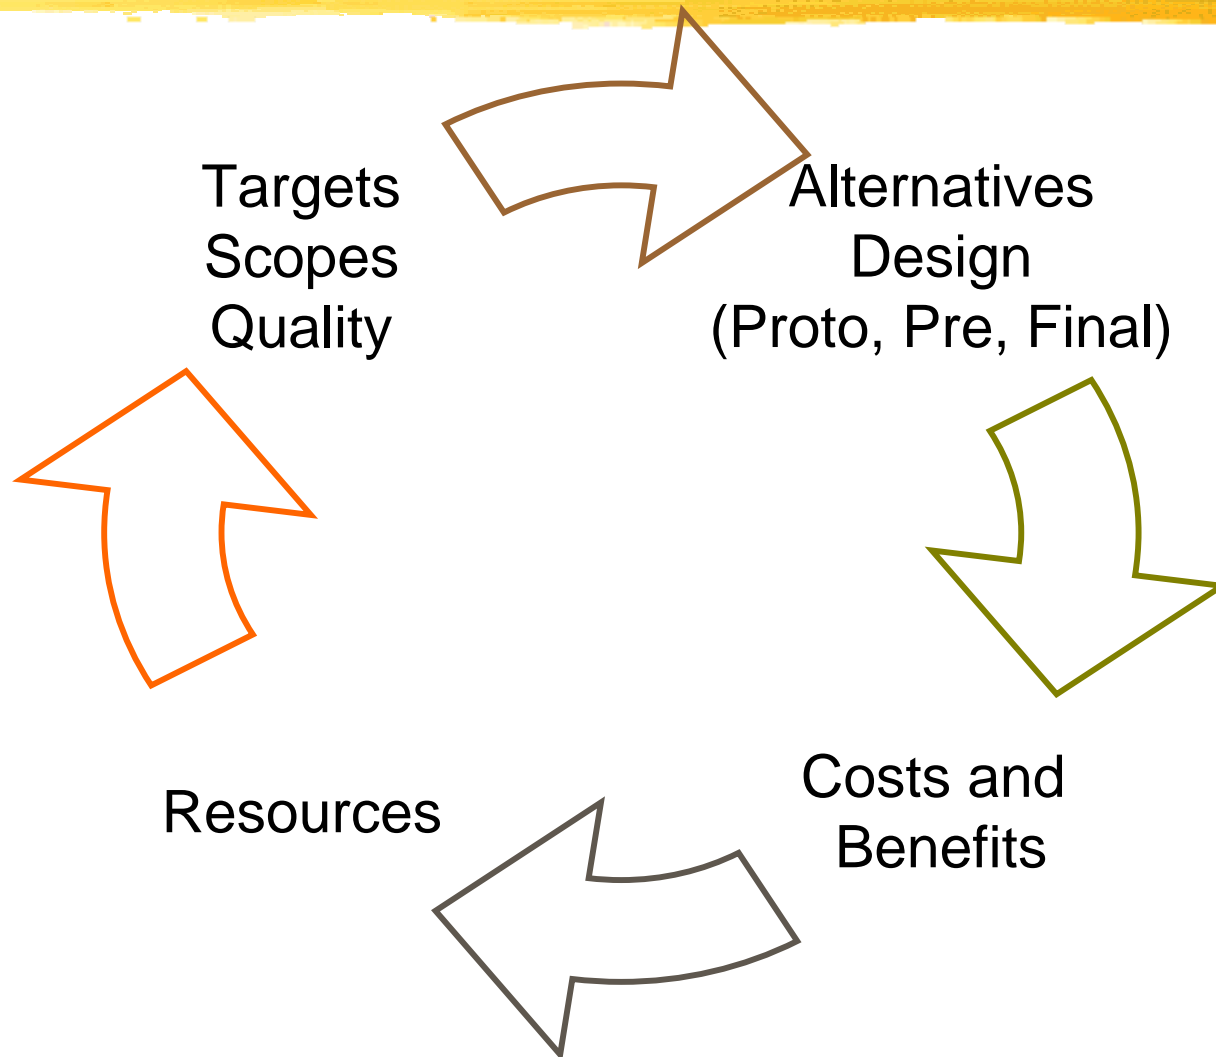 Targets
Scopes
Quality
Alternatives
Design
(Proto, Pre, Final)
Costs and
Benefits
Resources